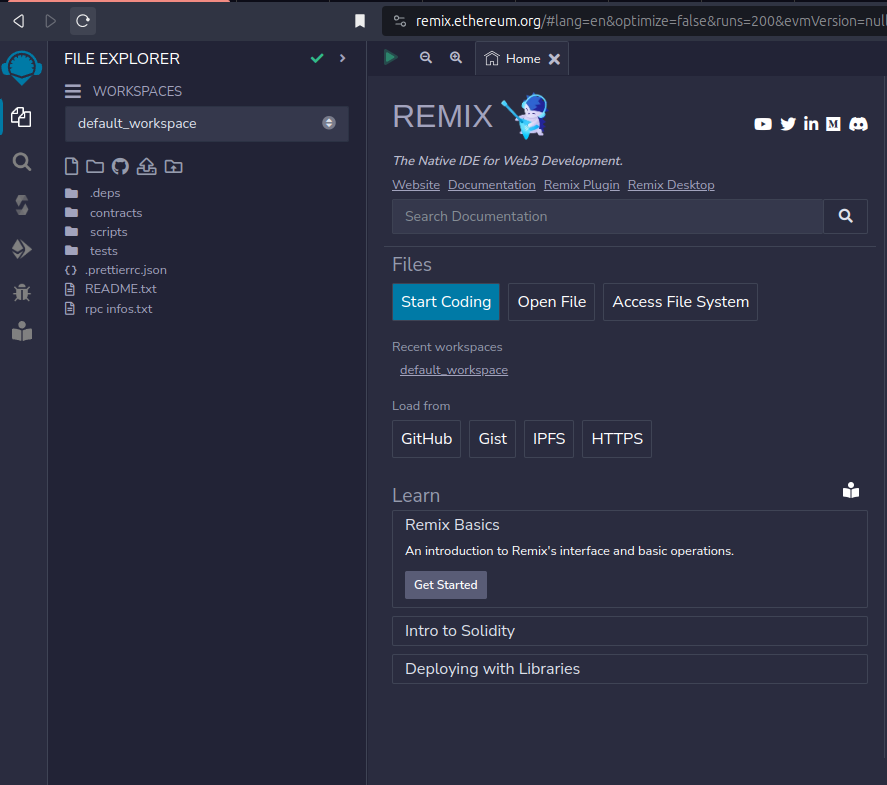 remix.ethereum.org/#lang=en&optimize=false&runs=200&evmVersion=nul
FILE EXPLORER
WORKSPACES
default_workspace
.deps
contracts
scripts
tests
.prettierrc.json
README.txt
rpc infos.txt
Home
REMIX
The Native IDE for Web3 Development.
Website Documentation Remix Plugin Remix Desktop
Search Documentation
Files
Start Coding Open File Access File System
Recent workspaces
default_workspace
Load from
GitHub Gist IPFS HTTPS
Learn
Remix Basics
An introduction to Remix's interface and basic operations.
Get Started
Intro to Solidity
Deploying with Libraries